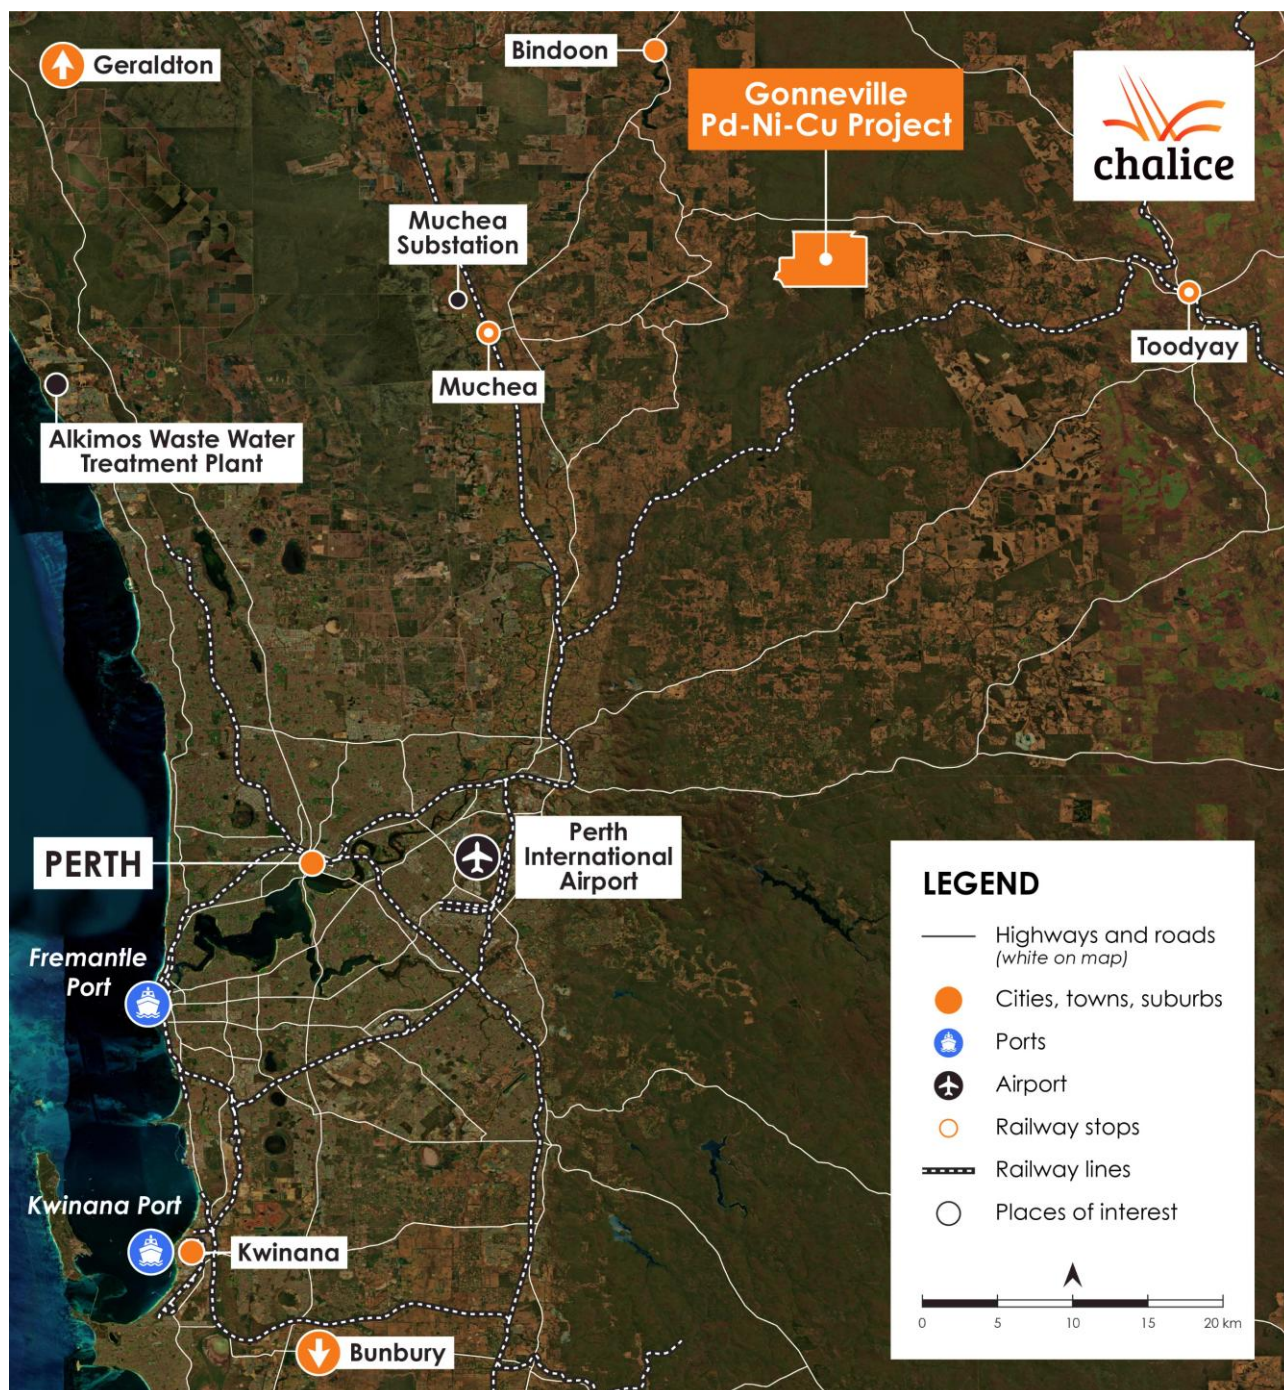 Geraldton
Bindoon
Gonneville
Pd-Ni-Cu Project
chalice
Muchea
Substation
Muchea
Toodyay
Alkimos Waste Water
Treatment Plant
PERTH
Perth
International
Airport
Fremantle
Port
Kwinana Port
Kwinana
Bunbury
LEGEND
Highways and roads
(white on map)
Cities, towns, suburbs
Ports
Airport
Railway stops
Railway lines
Places of interest
0 5 10 15 20 km